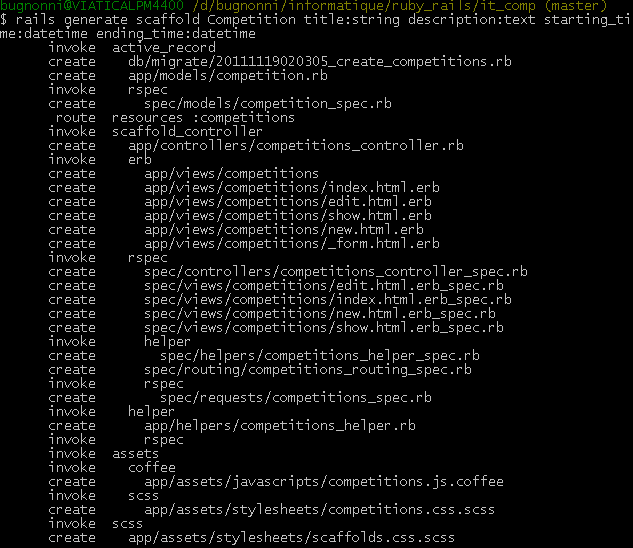 bugnonni@VIATICALPM4400 /d/bugnonni/informatique/ruby_rails/it_comp (master)
$ rails generate scaffold Competition title:string description:text starting_ti
me:datetime ending_time:datetime
      invoke  active_record
      create    db/migrate/20111119020305_create_competitions.rb
      create    app/models/competition.rb
      invoke    rspec
      create      spec/models/competition_spec.rb
       route  resources :competitions
      invoke  scaffold_controller
      create    app/controllers/competitions_controller.rb
      invoke    erb
      create      app/views/competitions
      create      app/views/competitions/index.html.erb
      create      app/views/competitions/edit.html.erb
      create      app/views/competitions/show.html.erb
      create      app/views/competitions/new.html.erb
      create      app/views/competitions/_form.html.erb
      invoke    rspec
      create      spec/controllers/competitions_controller_spec.rb
      create      spec/views/competitions/edit.html.erb_spec.rb
      create      spec/views/competitions/index.html.erb_spec.rb
      create      spec/views/competitions/new.html.erb_spec.rb
      create      spec/views/competitions/show.html.erb_spec.rb
      invoke      helper
      create        spec/helpers/competitions_helper_spec.rb
      create      spec/routing/competitions_routing_spec.rb
      invoke      rspec
      create        spec/requests/competitions_spec.rb
      invoke    helper
      create      app/helpers/competitions_helper.rb
      invoke      rspec
      invoke  assets
      invoke    coffee
      create      app/assets/javascripts/competitions.js.coffee
      invoke    scss
      create      app/assets/stylesheets/competitions.css.scss
      invoke  scss
      create    app/assets/stylesheets/scaffolds.css.scss